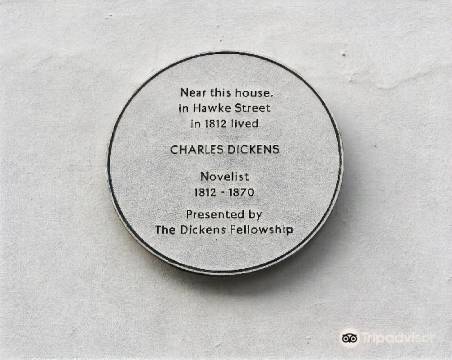 Near this house.
in Hawke Street
in 1812 lived
CHARLES DICKENS
Novelist
1812 - 1870
Presented by
The Dickens Fellowship
Tripadvisor